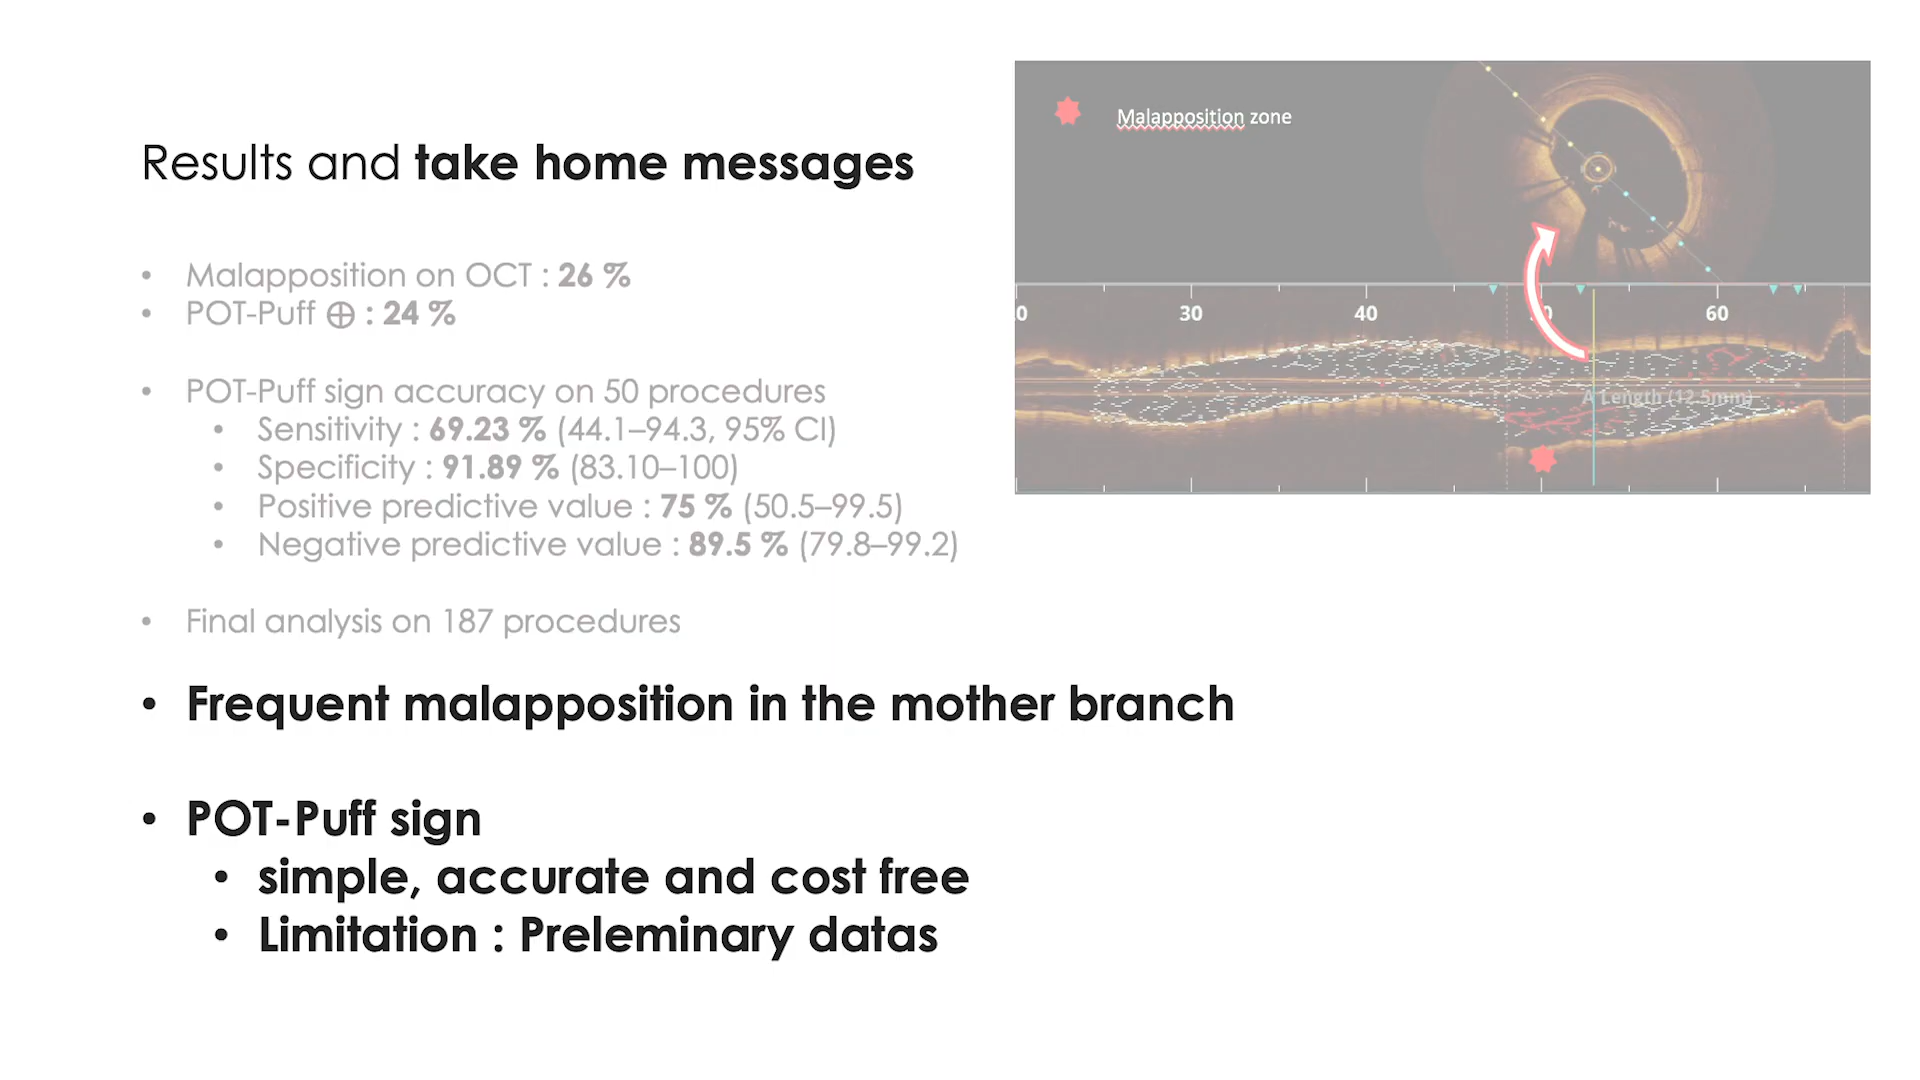 Results and take home messages
• Malapposition on OCT : 26 %
• POT-Puff ⊕ : 24 %
• POT-Puff sign accuracy on 50 procedures
• Sensitivity : 69.23 % (44.1–94.3, 95% CI)
• Specificity : 91.89 % (83.10–100)
• Positive predictive value : 75 % (50.5–99.5)
• Negative predictive value : 89.5 % (79.8–99.2)
• Final analysis on 187 procedures
• Frequent malapposition in the mother branch
• POT-Puff sign
• simple, accurate and cost free
• Limitation : Preleminary datas
Malapposition zone
30 40 60
A Length (12.5mm)